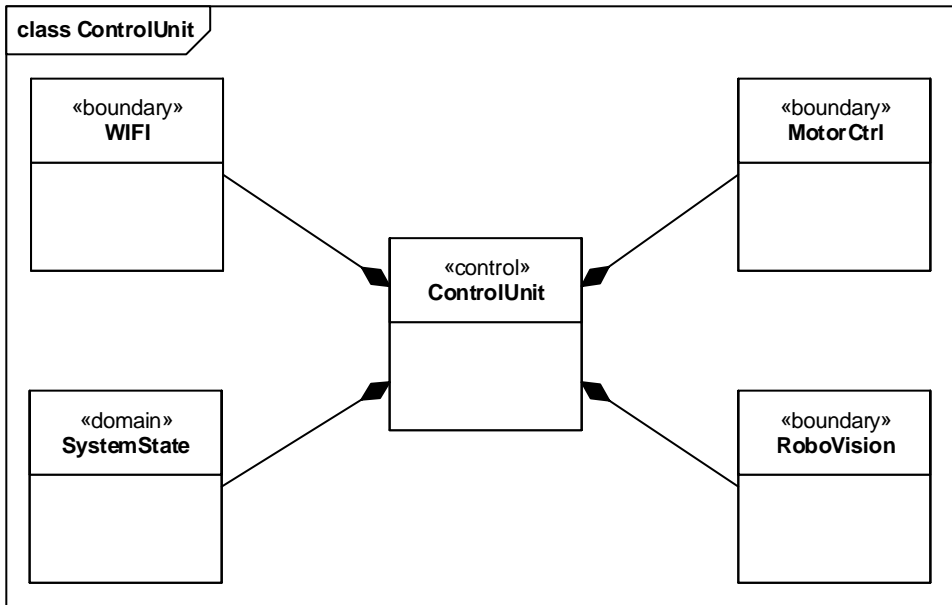 class ControlUnit
«boundary»
WIFI
«boundary»
MotorCtrl
«control»
ControlUnit
«domain»
SystemState
«boundary»
RoboVision